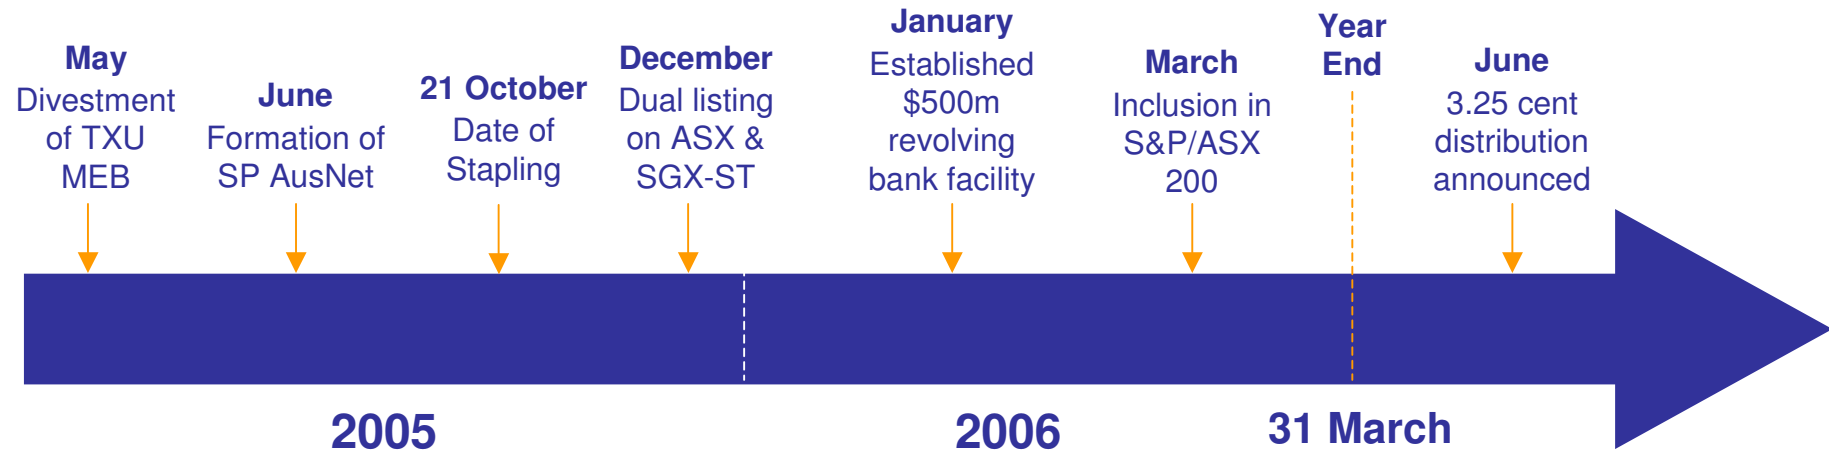 May
Divestment
of TXU
MEB
June
Formation of
SP AusNet
21 October
Date of
Stapling
December
Dual listing
on ASX &
SGX-ST
January
Established
$500m
revolving
bank facility
March
Inclusion in
S&P/ASX
200
Year
End
June
3.25 cent
distribution
announced
2005
2006
31 March